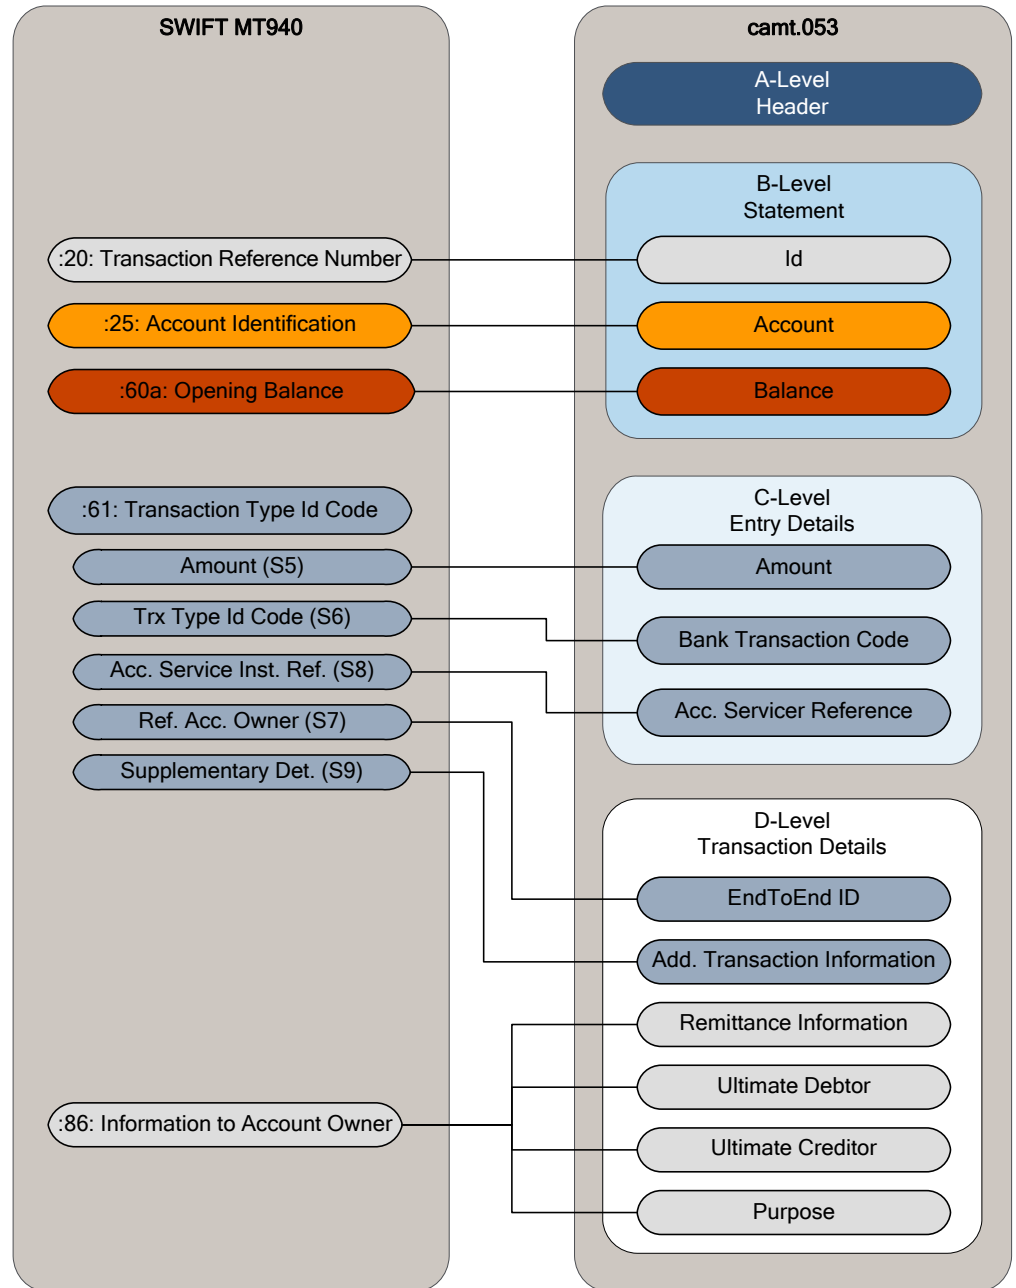 SWIFT MT940
:20: Transaction Reference Number
:25: Account Identification
:60a: Opening Balance
:61: Transaction Type Id Code
Amount (S5)
Trx Type Id Code (S6)
Acc. Service Inst. Ref. (S8)
Ref. Acc. Owner (S7)
Supplementary Det. (S9)
:86: Information to Account Owner
camt.053
A-Level
Header
B-Level
Statement
Id
Account
Balance
C-Level
Entry Details
Amount
Bank Transaction Code
Acc. Servicer Reference
D-Level
Transaction Details
EndToEnd ID
Add. Transaction Information
Remittance Information
Ultimate Debtor
Ultimate Creditor
Purpose